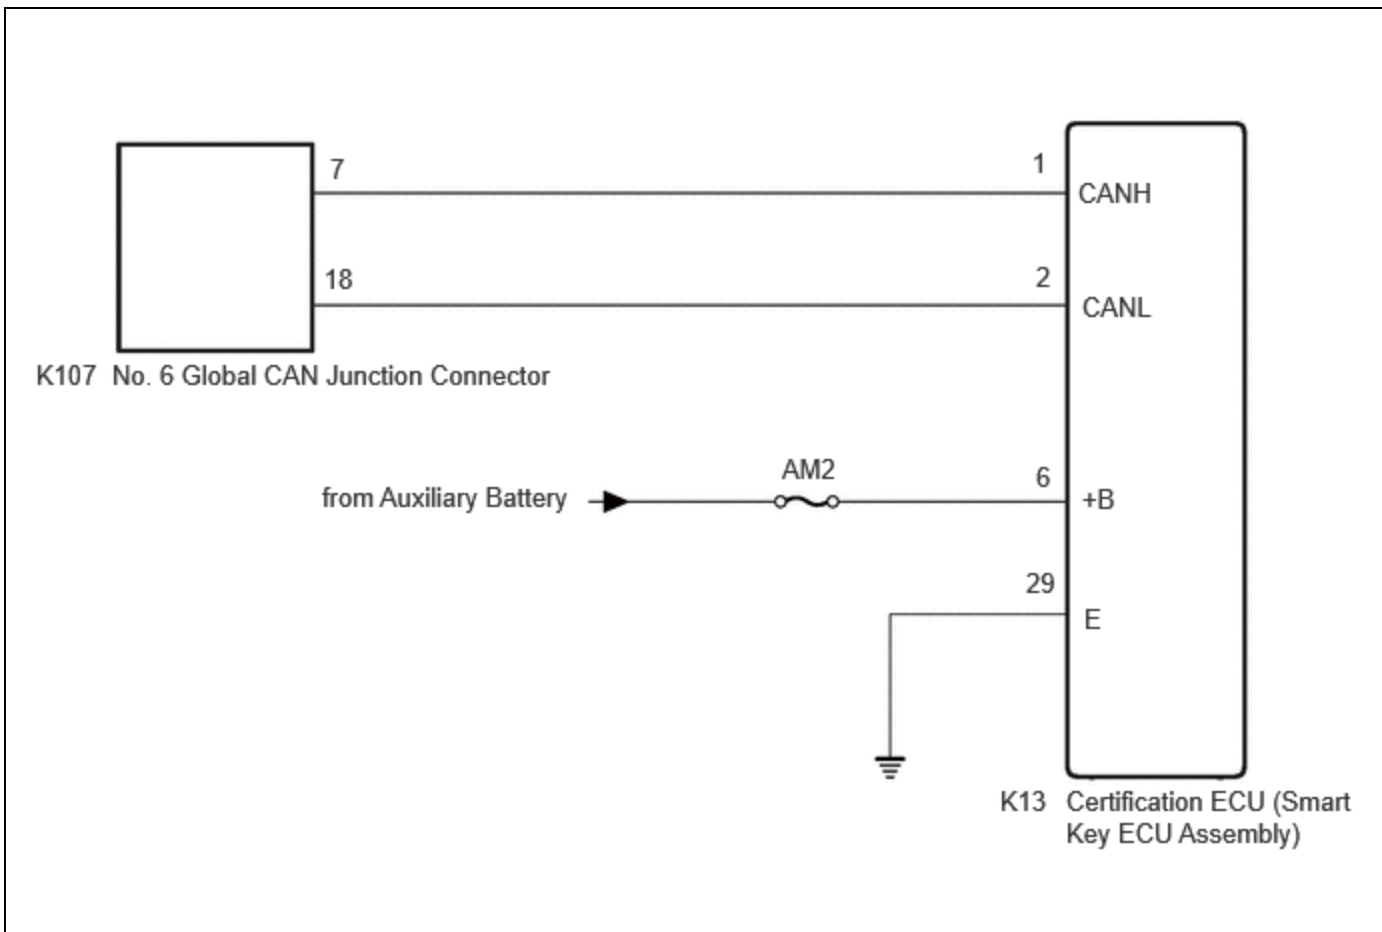 7
1
CANH
18
2
CANL
K107 No. 6 Global CAN Junction Connector
AM2
6
from Auxiliary Battery
+B
29
E
K13 Certification ECU (Smart
Key ECU Assembly)